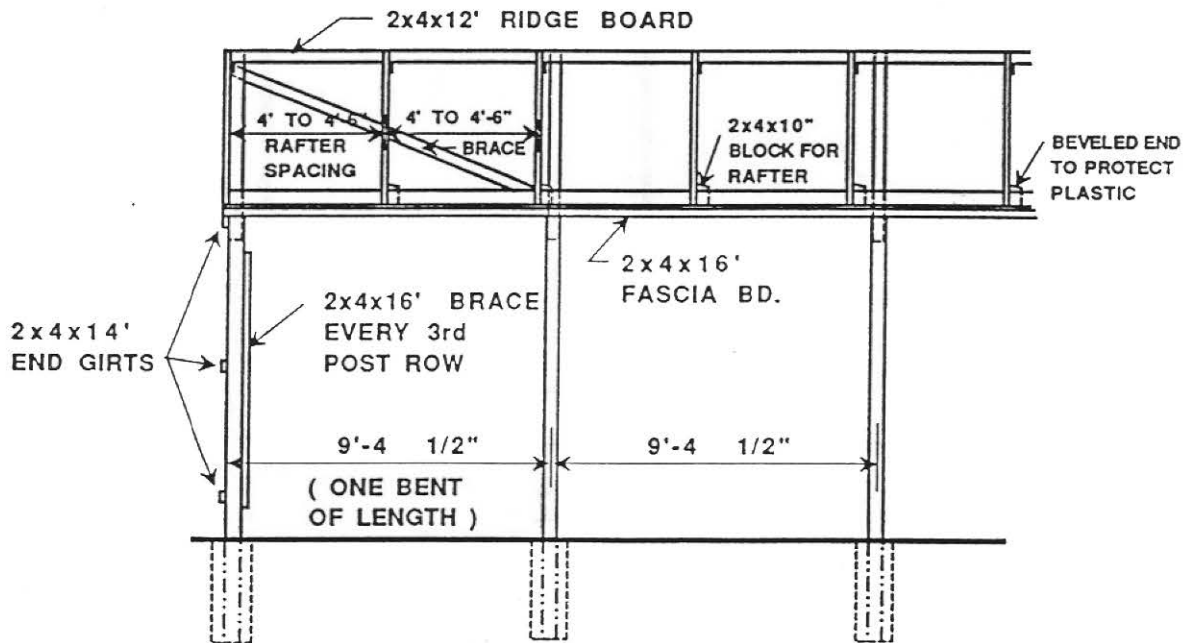 2x4x12' RIDGE BOARD
4' TO 4'-6"
RAFTER
SPACING
4' TO 4'-6"
BRACE
2x4x10"
BLOCK FOR
RAFTER
BEVELED END
TO PROTECT
PLASTIC
2x4x14'
END GIRTS
2x4x16' BRACE
EVERY 3rd
POST ROW
2x4x16'
FASCIA BD.
9'-4 1/2"
( ONE BENT
OF LENGTH )
9'-4 1/2"